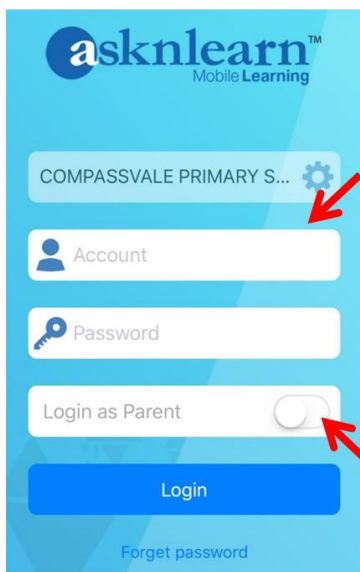 asknlearn™
Mobile Learning
COMPASSVALE PRIMARY S...
Account
Password
Login as Parent
Login
Forget password